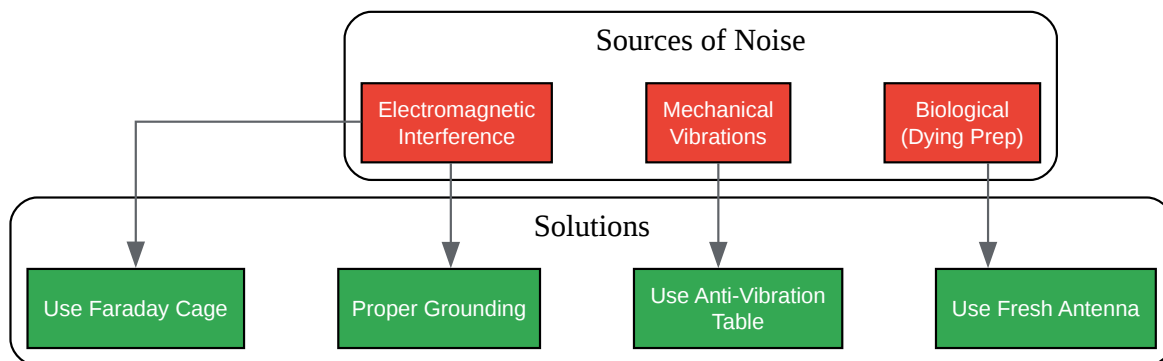 Sources of Noise
Electromagnetic
Interference
Mechanical
Vibrations
Biological
(Dying Prep)
Solutions
Use Faraday Cage
Proper Grounding
Use Anti-Vibration
Table
Use Fresh Antenna